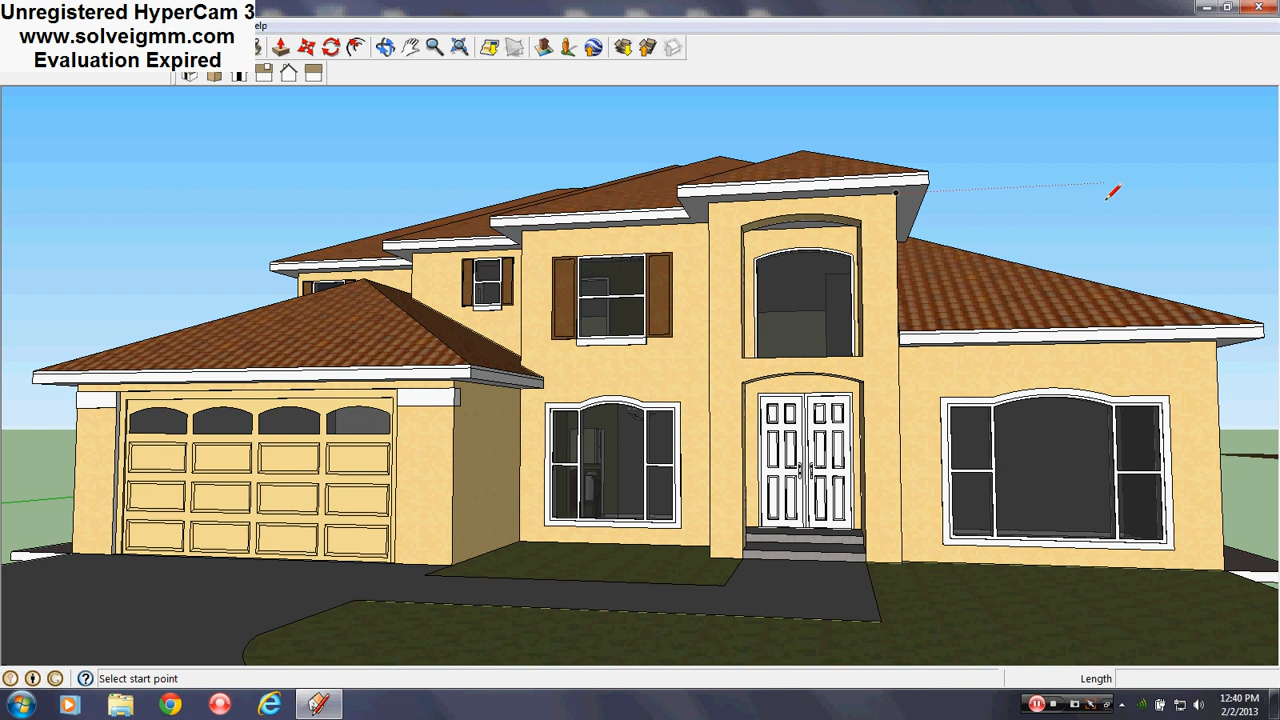 Unregistered HyperCam 3
www.solveigmm.com
Evaluation Expired
elp
Select start point
Length
12:40 PM
2/2/2013